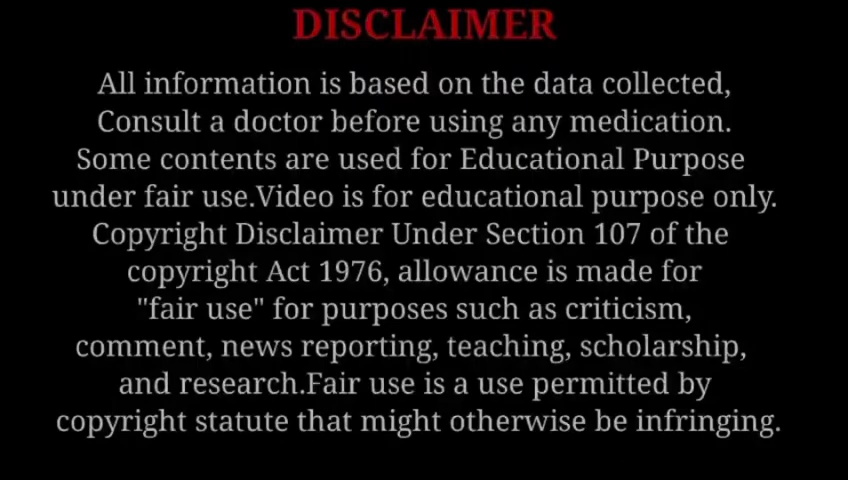 DISCLAIMER
All information is based on the data collected,
Consult a doctor before using any medication.
Some contents are used for Educational Purpose
under fair use.Video is for educational purpose only.
Copyright Disclaimer Under Section 107 of the
copyright Act 1976, allowance is made for
"fair use" for purposes such as criticism,
comment, news reporting, teaching, scholarship,
and research.Fair use is a use permitted by
copyright statute that might otherwise be infringing.